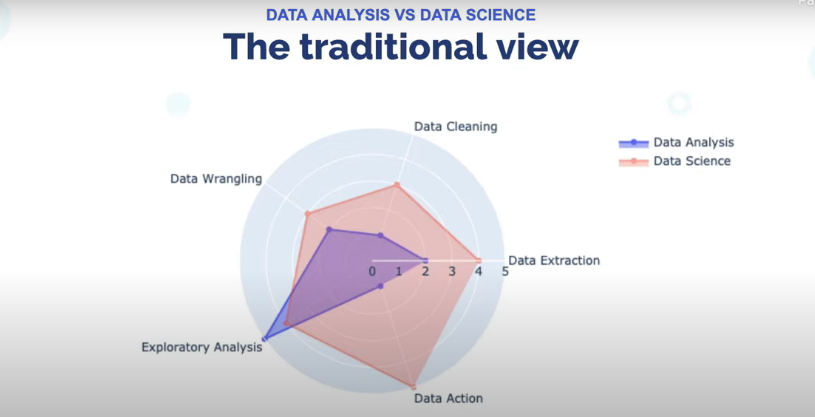 DATA ANALYSIS VS DATA SCIENCE
The traditional view
Data Cleaning
Data Analysis
Data Science
Data Wrangling
Data Extraction
0 1 2 3 4 5
Exploratory Analysis
Data Action